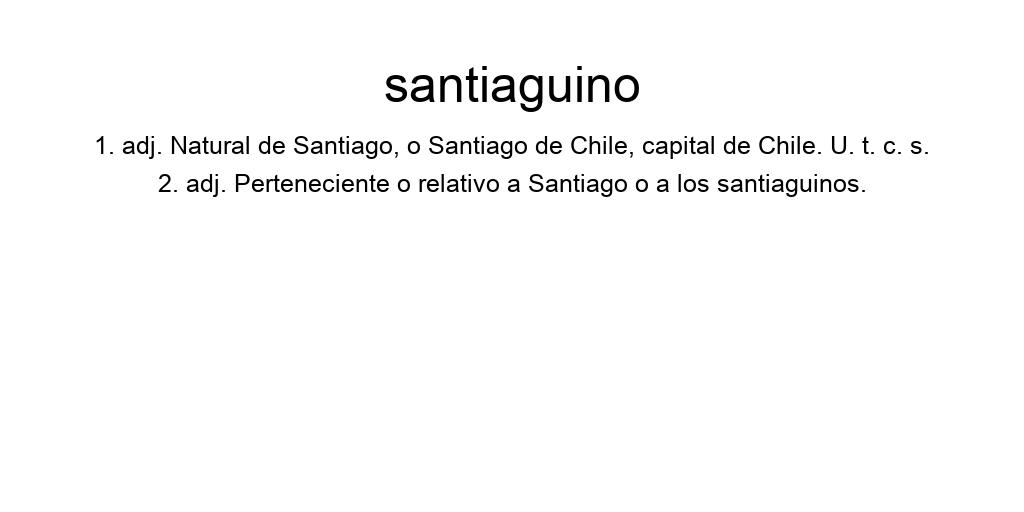 santiaguino
1. adj. Natural de Santiago, o Santiago de Chile, capital de Chile. U. t. c. s.
2. adj. Perteneciente o relativo a Santiago o a los santiaguinos.